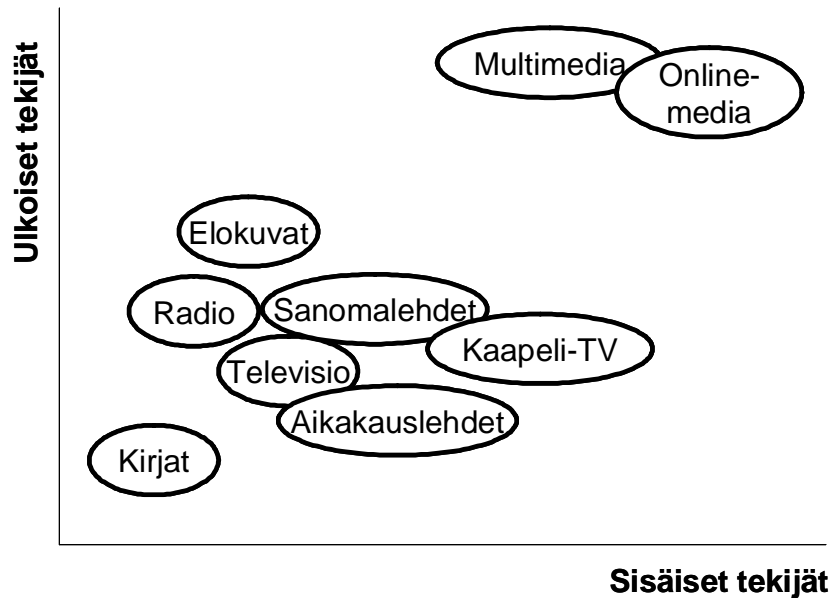 Ulkoiset tekijät
Multimedia
Online-
media
Elokuvat
Radio
Sanomalehdet
Kaapeli-TV
Televisio
Aikakauslehdet
Kirjat
Sisäiset tekijät